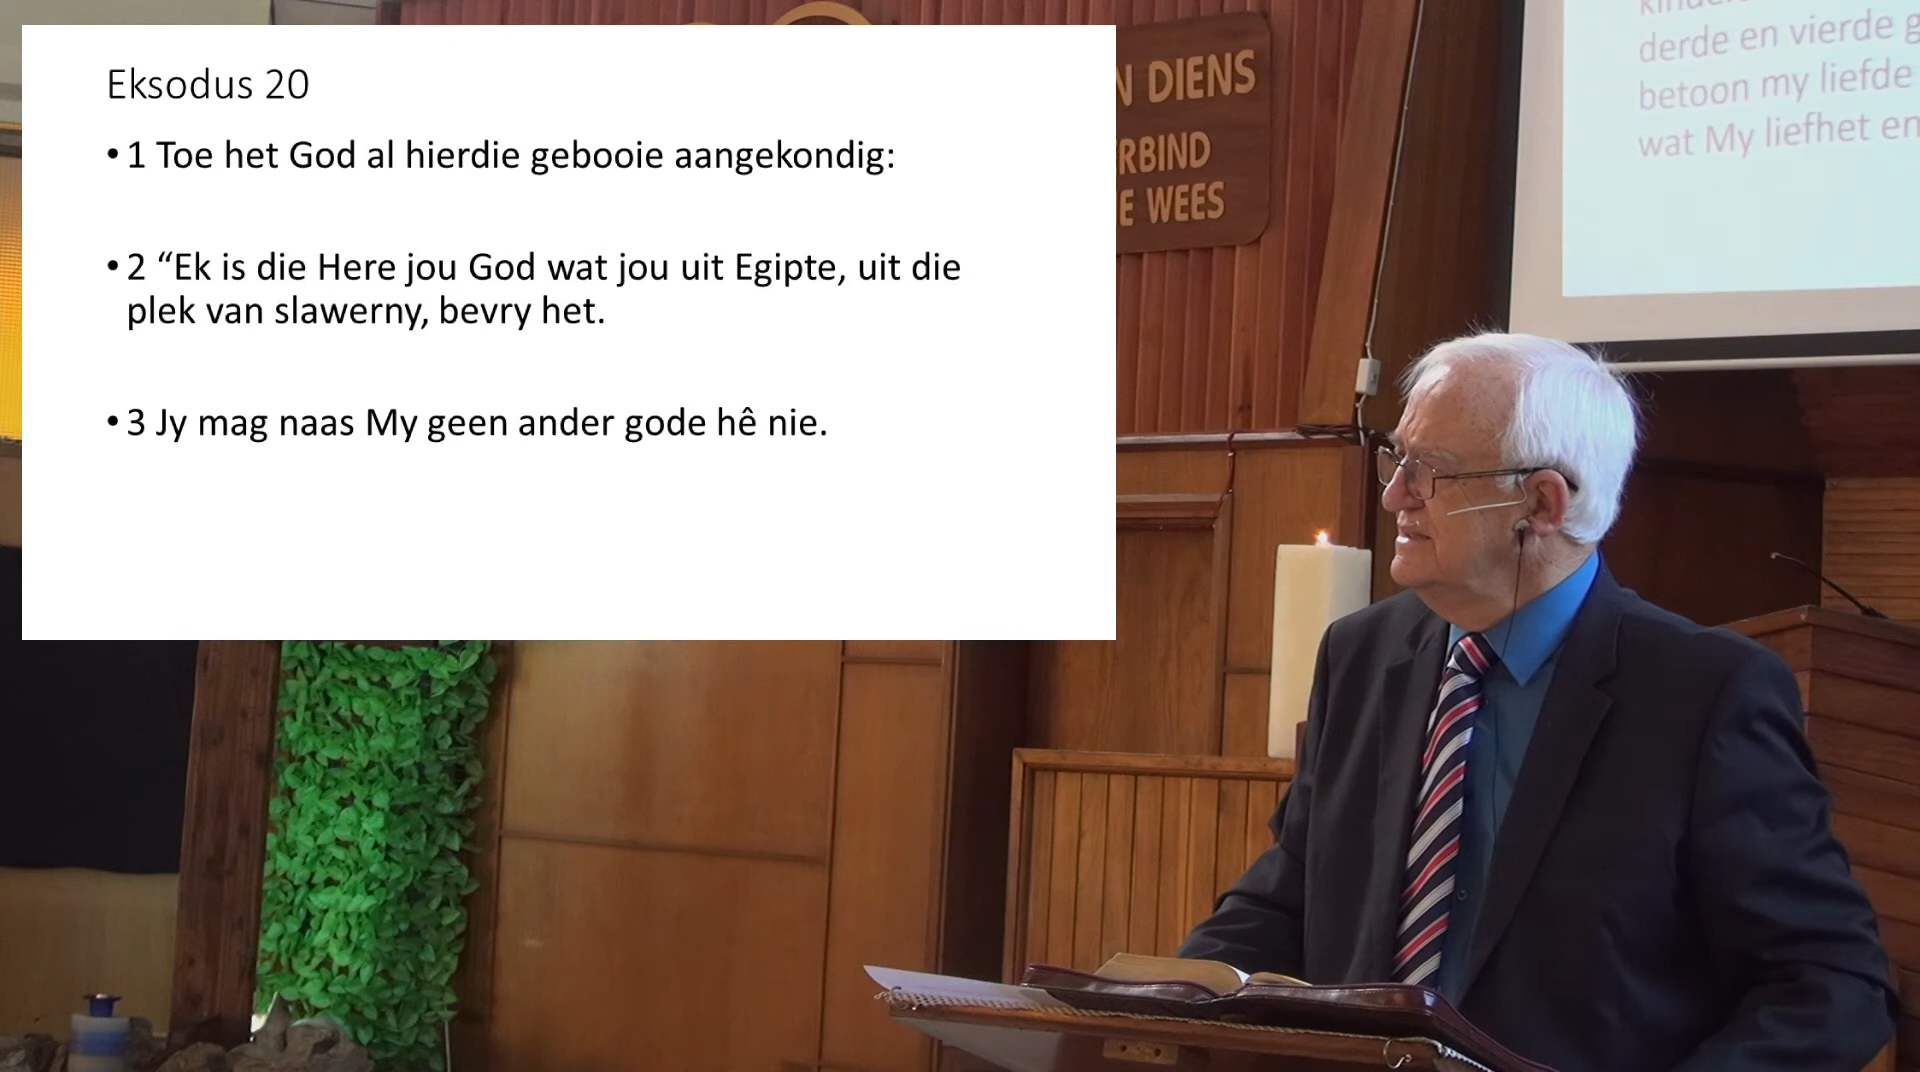 Eksodus 20
• 1 Toe het God al hierdie gebooie aangekondig:
• 2 “Ek is die Here jou God wat jou uit Egipte, uit die
plek van slawerny, bevry het.
• 3 Jy mag naas My geen ander gode hê nie.
DIENS
WEES
derde en vierde
betoon my liefde
wat My liefhet en